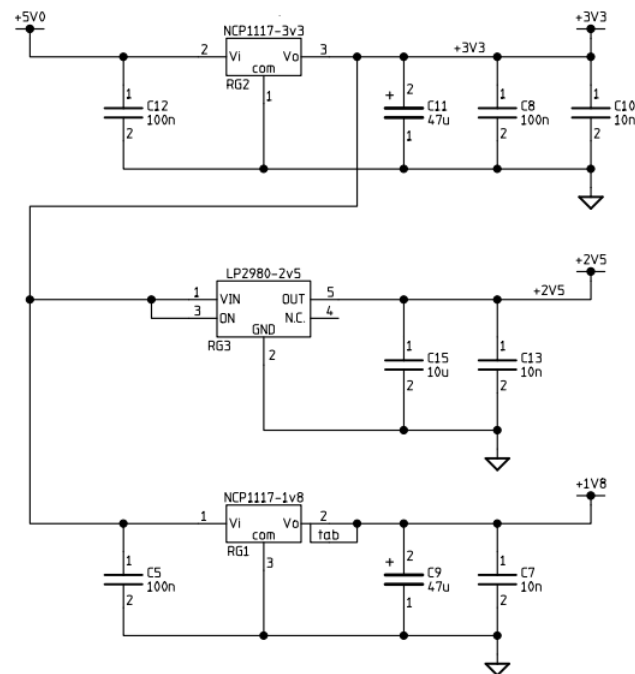 +5V0
NCP1117-3v3
+3V3
2
Vi
Vo
3
+3V3
com
RG2
1
1
C12
100n
2
+
2
C11
47u
1
1
C8
100n
2
1
C10
10n
2
LP2980-2v5
+2V5
1
VIN
OUT
5
+2V5
3
ON
N.C.
4
GND
RG3
2
1
C15
10u
2
1
C13
10n
2
NCP1117-1v8
+1V8
1
Vi
Vo
2
com
tab
RG1
3
1
C5
100n
2
+
2
C9
47u
1
1
C7
10n
2